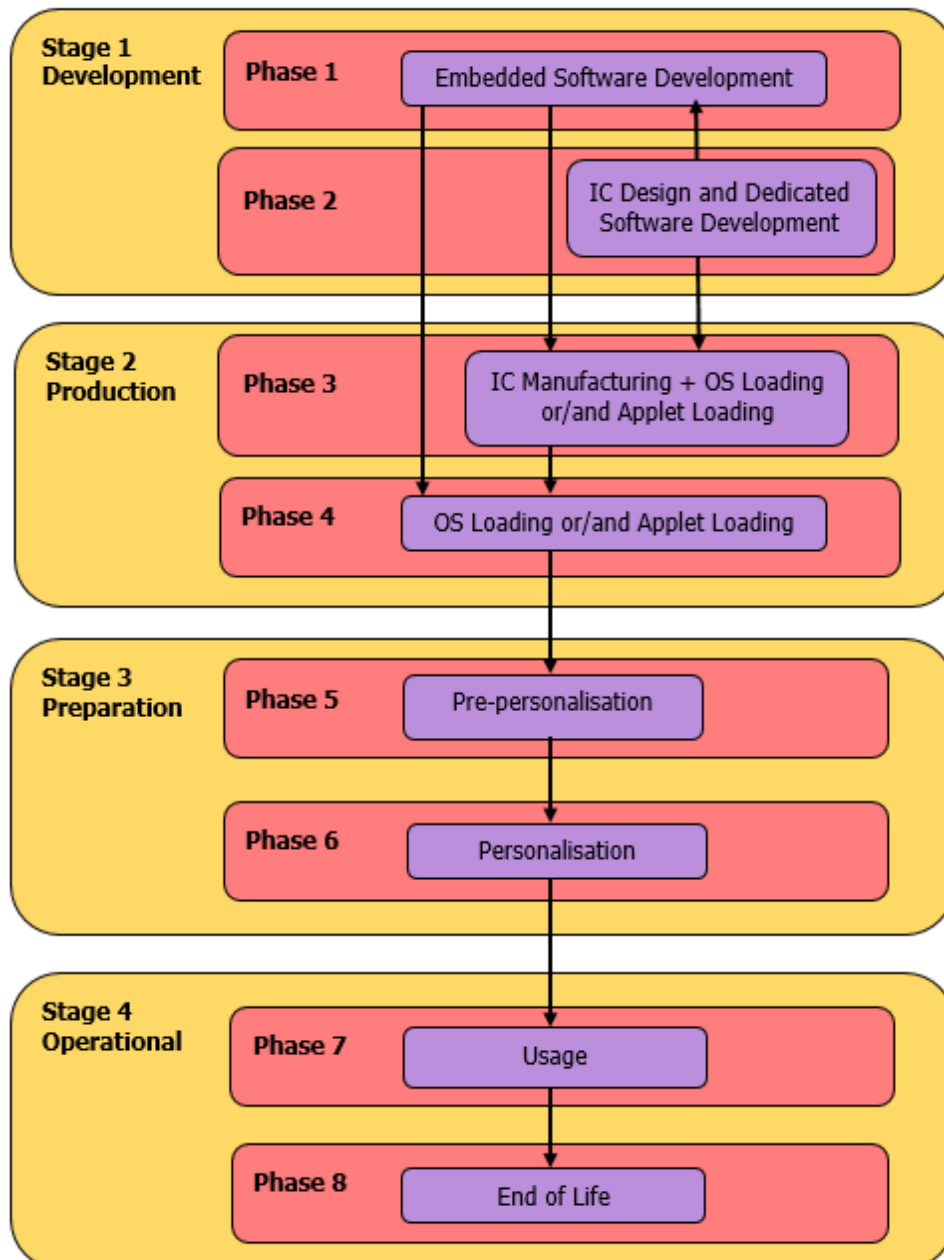 Stage 1
Development
Phase 1
Embedded Software Development
Phase 2
IC Design and Dedicated
Software Development
Stage 2
Production
Phase 3
IC Manufacturing + OS Loading
or/and Applet Loading
Phase 4
OS Loading or/and Applet Loading
Stage 3
Preparation
Phase 5
Pre-personalisation
Phase 6
Personalisation
Stage 4
Operational
Phase 7
Usage
Phase 8
End of Life